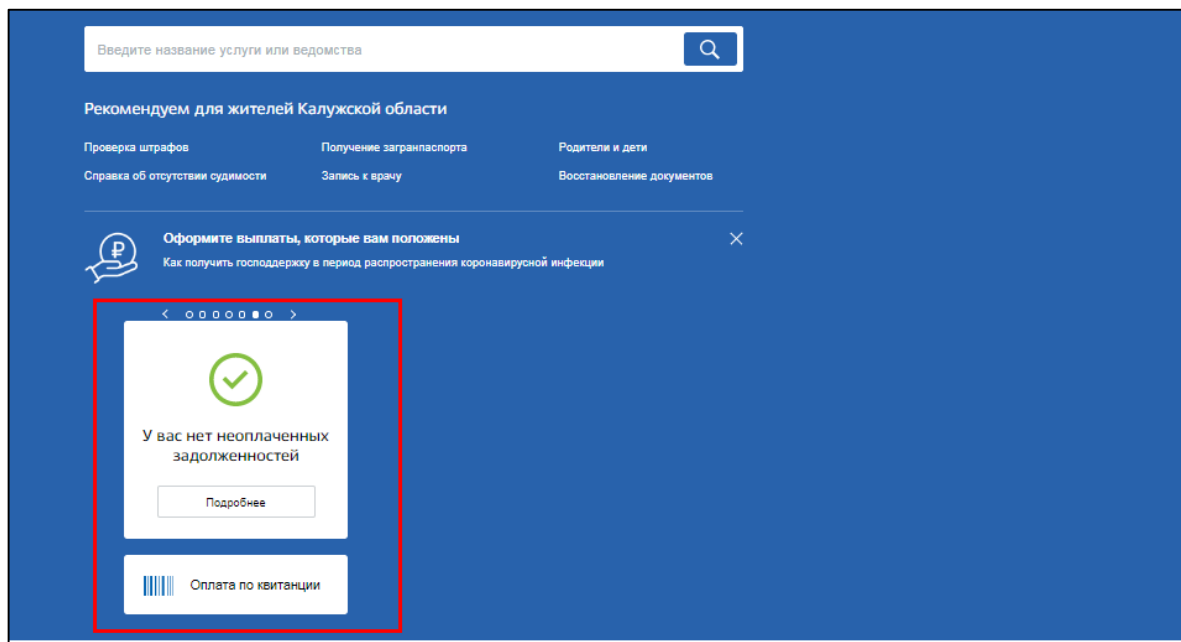 Введите название услуги или ведомства
Рекомендуем для жителей Калужской области
Проверка штрафов
Получение загранпаспорта
Родители и дети
Справка об отсутствии судимости
Запись к врачу
Восстановление документов
Оформите выплаты, которые вам положены
Как получить господдержку в период распространения коронавирусной инфекции
У вас нет неоплаченных
задолженностей
Подробнее
Оплата по квитанции